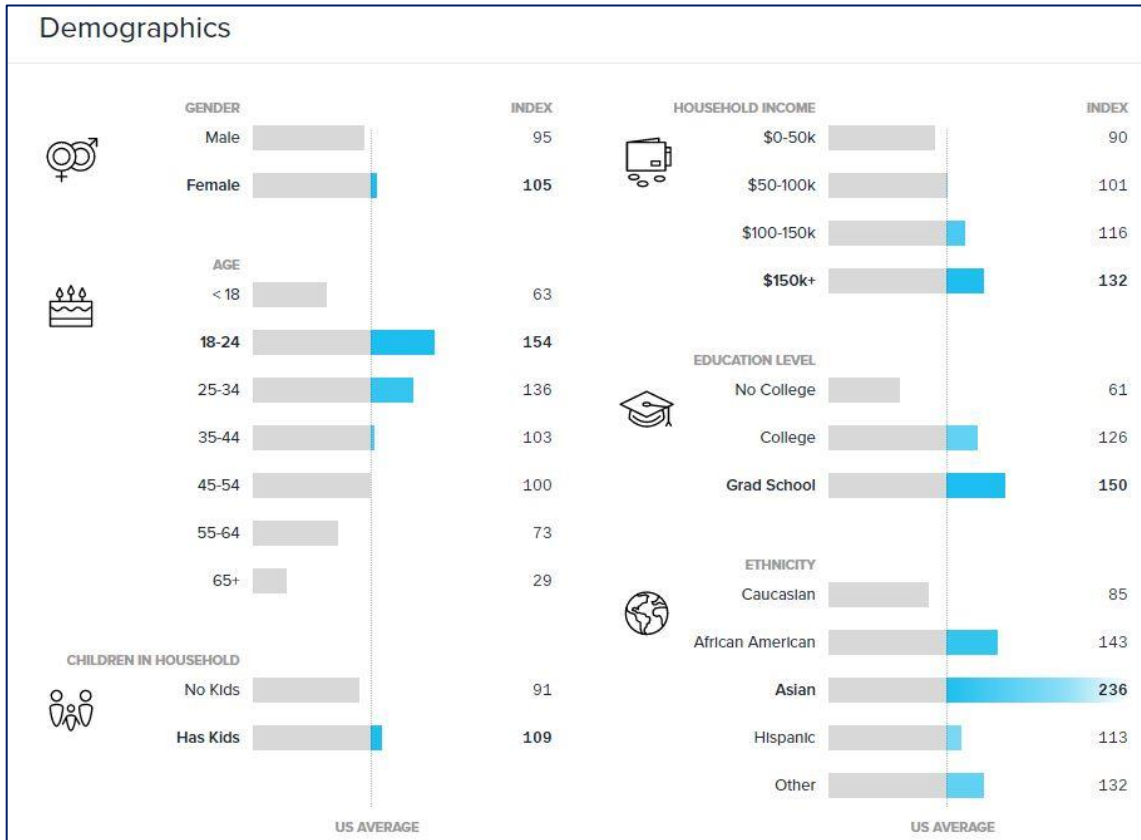 Demographics
GENDER INDEX
Male 95
Female 105
AGE
< 18 63
18-24 154
25-34 136
35-44 103
45-54 100
55-64 73
65+ 29
CHILDREN IN HOUSEHOLD
No Kids 91
Has Kids 109
US AVERAGE
HOUSEHOLD INCOME INDEX
$0-50k 90
$50-100k 101
$100-150k 116
$150k+ 132
EDUCATION LEVEL
No College 61
College 126
Grad School 150
ETHNICITY
Caucasian 85
African American 143
Asian 236
Hispanic 113
Other 132
US AVERAGE